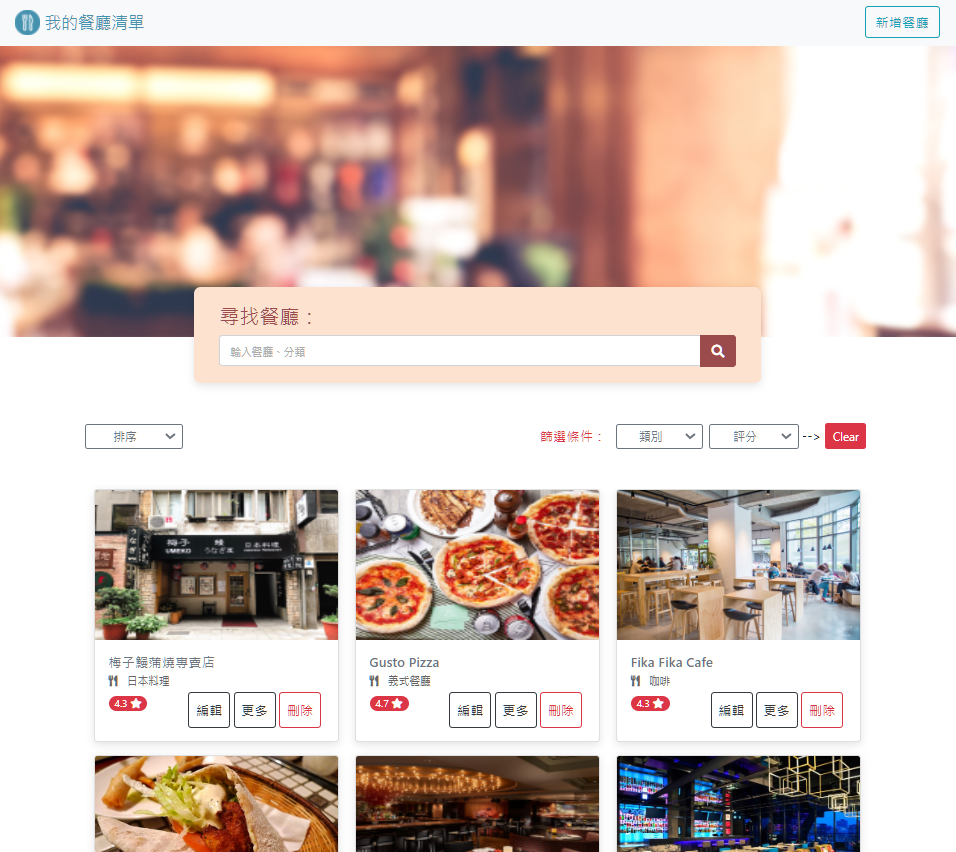 我的餐廳清單
新增餐廳
尋找餐廳：
輸入餐廳、分類
排序
篩選條件：
類別
評分
-->
Clear
梅子
UMEKO
うなぎ
日本料理
梅子鰻蒲燒專賣店
日本料理
4.3
編輯
更多
刪除
Gusto Pizza
義式餐廳
4.7
編輯
更多
刪除
Fika Fika Cafe
咖啡
4.3
編輯
更多
刪除